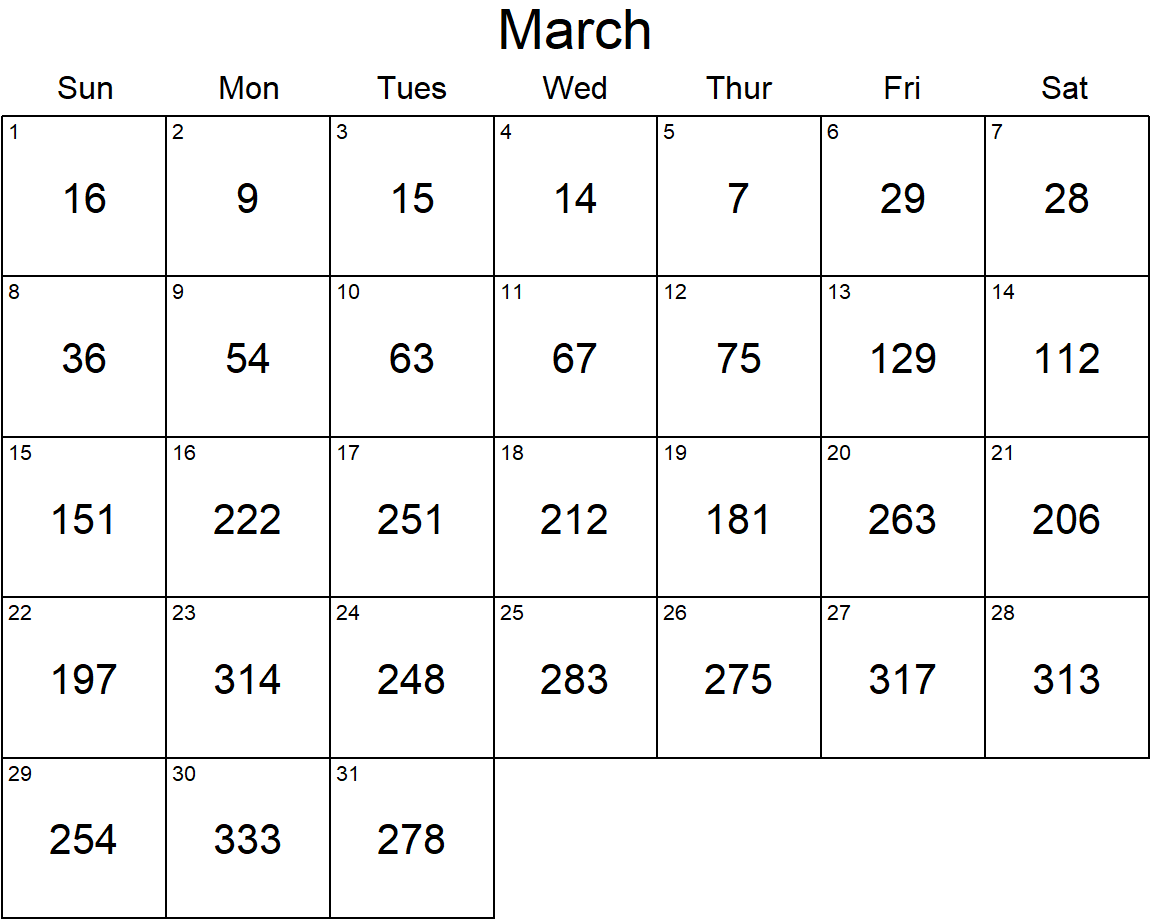 March
Sun Mon Tues Wed Thur Fri Sat
1 2 3 4 5 6 7
16 9 15 14 7 29 28
8 9 10 11 12 13 14
36 54 63 67 75 129 112
15 16 17 18 19 20 21
151 222 251 212 181 263 206
22 23 24 25 26 27 28
197 314 248 283 275 317 313
29 30 31
254 333 278